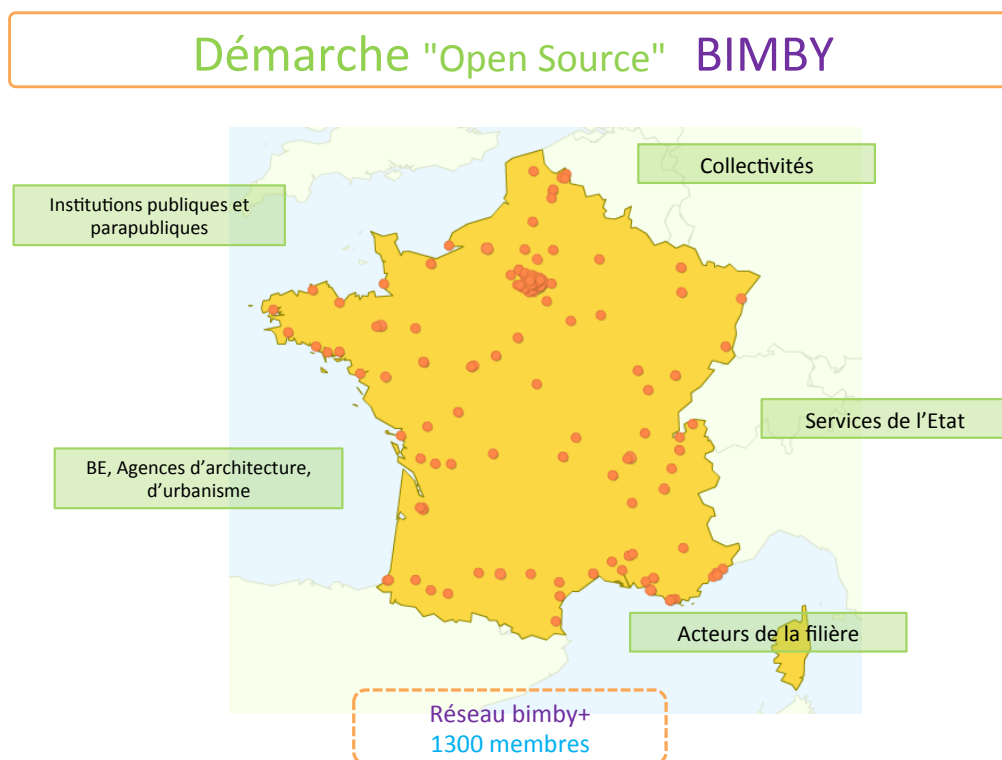 Démarche "Open Source" BIMBY
Collectivités
Institutions publiques et
parapubliques
Services de l’Etat
BE, Agences d’architecture,
d’urbanisme
Acteurs de la filière
Réseau bimby+
1300 membres